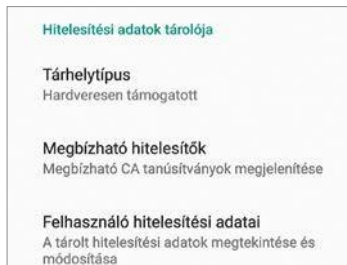 Hitelesítési adatok tárolója
Tárhelytípus
Hardveresen támogatott
Megbízható hitelesítők
Megbízható CA tanúsítványok megjelenítése
Felhasználó hitelesítési adatai
A tárolt hitelesítési adatok megtekintése és
módosítása